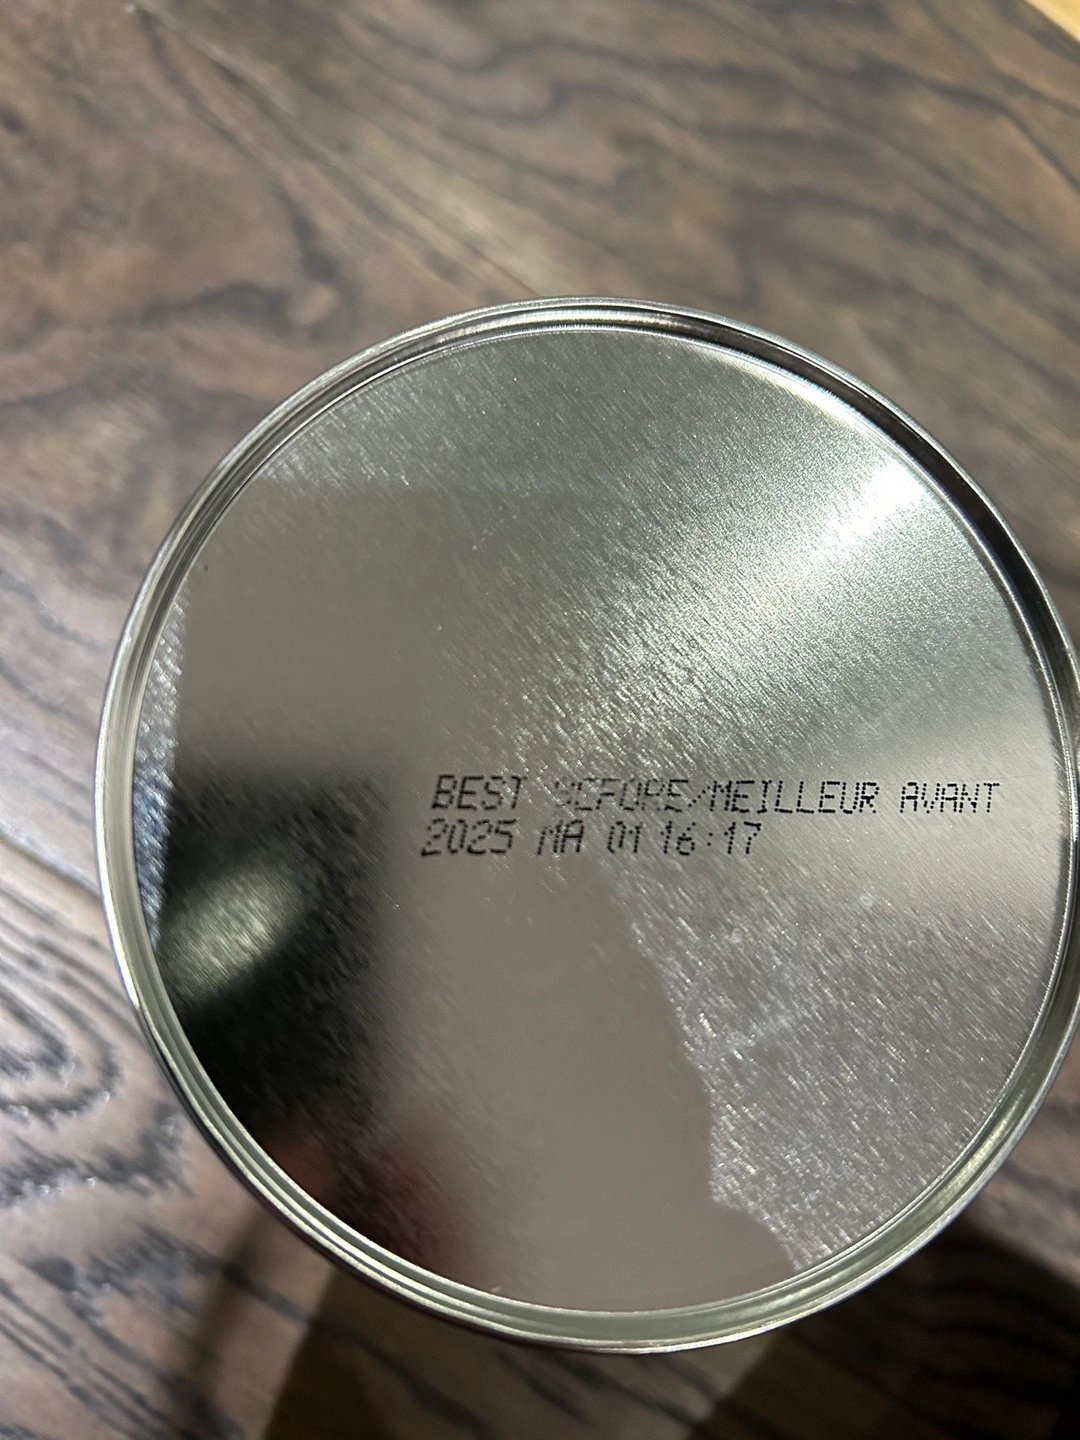 BEST BEFORE/MEILLEUR AVANT
2025 MA 01 16:17